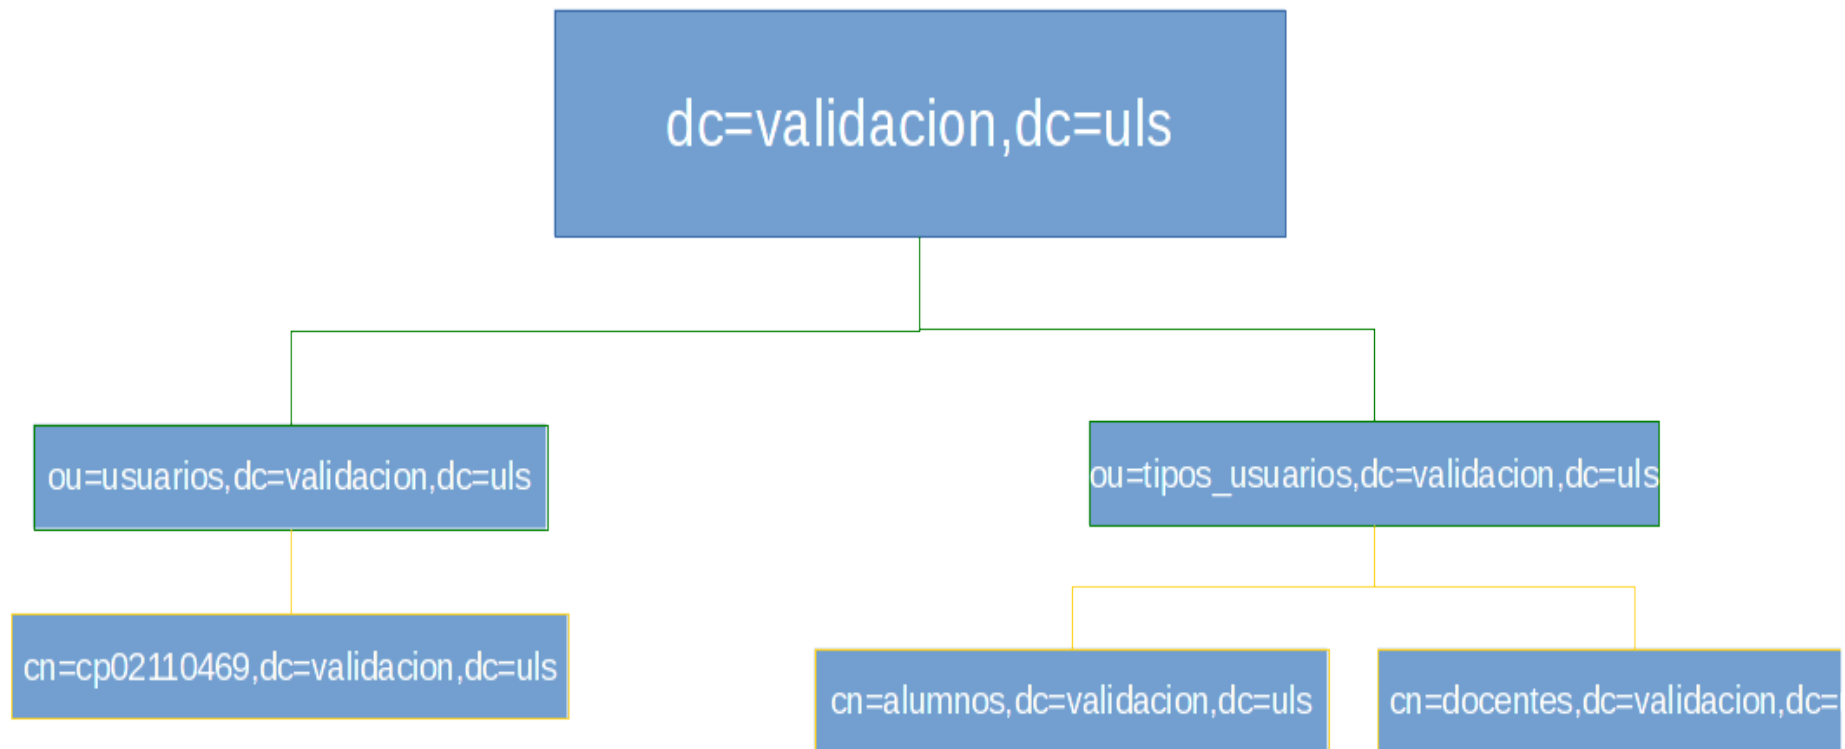 dc=validacion,dc=uls
ou=usuarios,dc=validacion,dc=uls
ou=tipos_usuarios,dc=validacion,dc=uls
cn=cp02110469,dc=validacion,dc=uls
cn=alumnos,dc=validacion,dc=uls
cn=docentes,dc=validacion,dc=